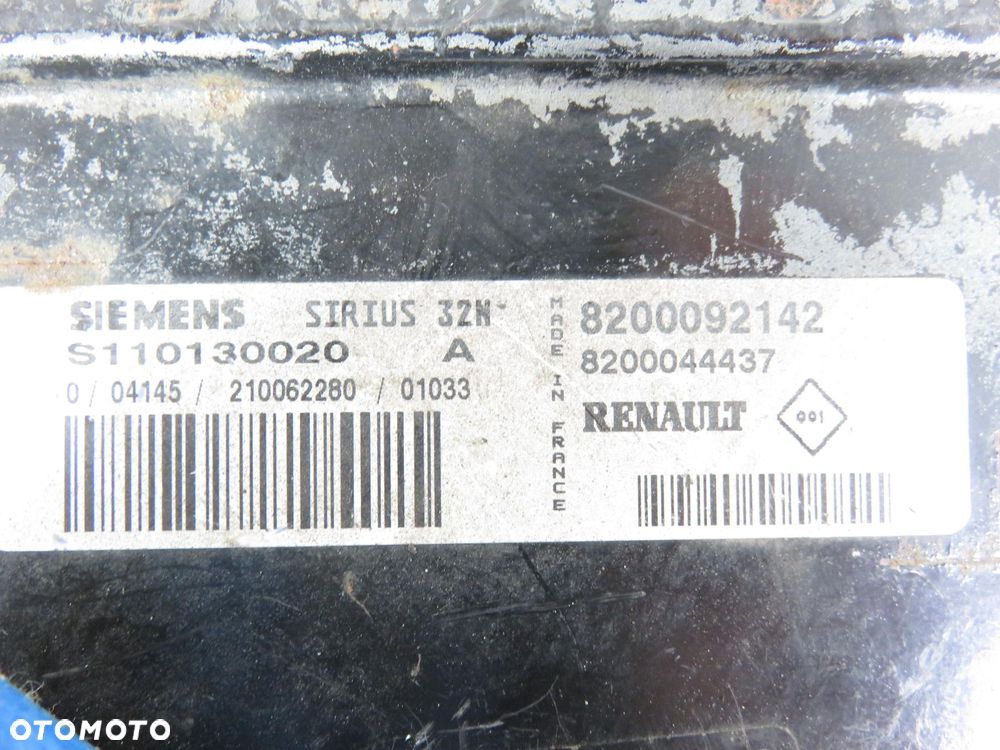 SIEMENS SIRIUS 32N
S110130020 A
0 / 04145 / 210062280 / 01033
MADE IN FRANCE
8200092142
8200044437
RENAULT 001
OTOMOTO